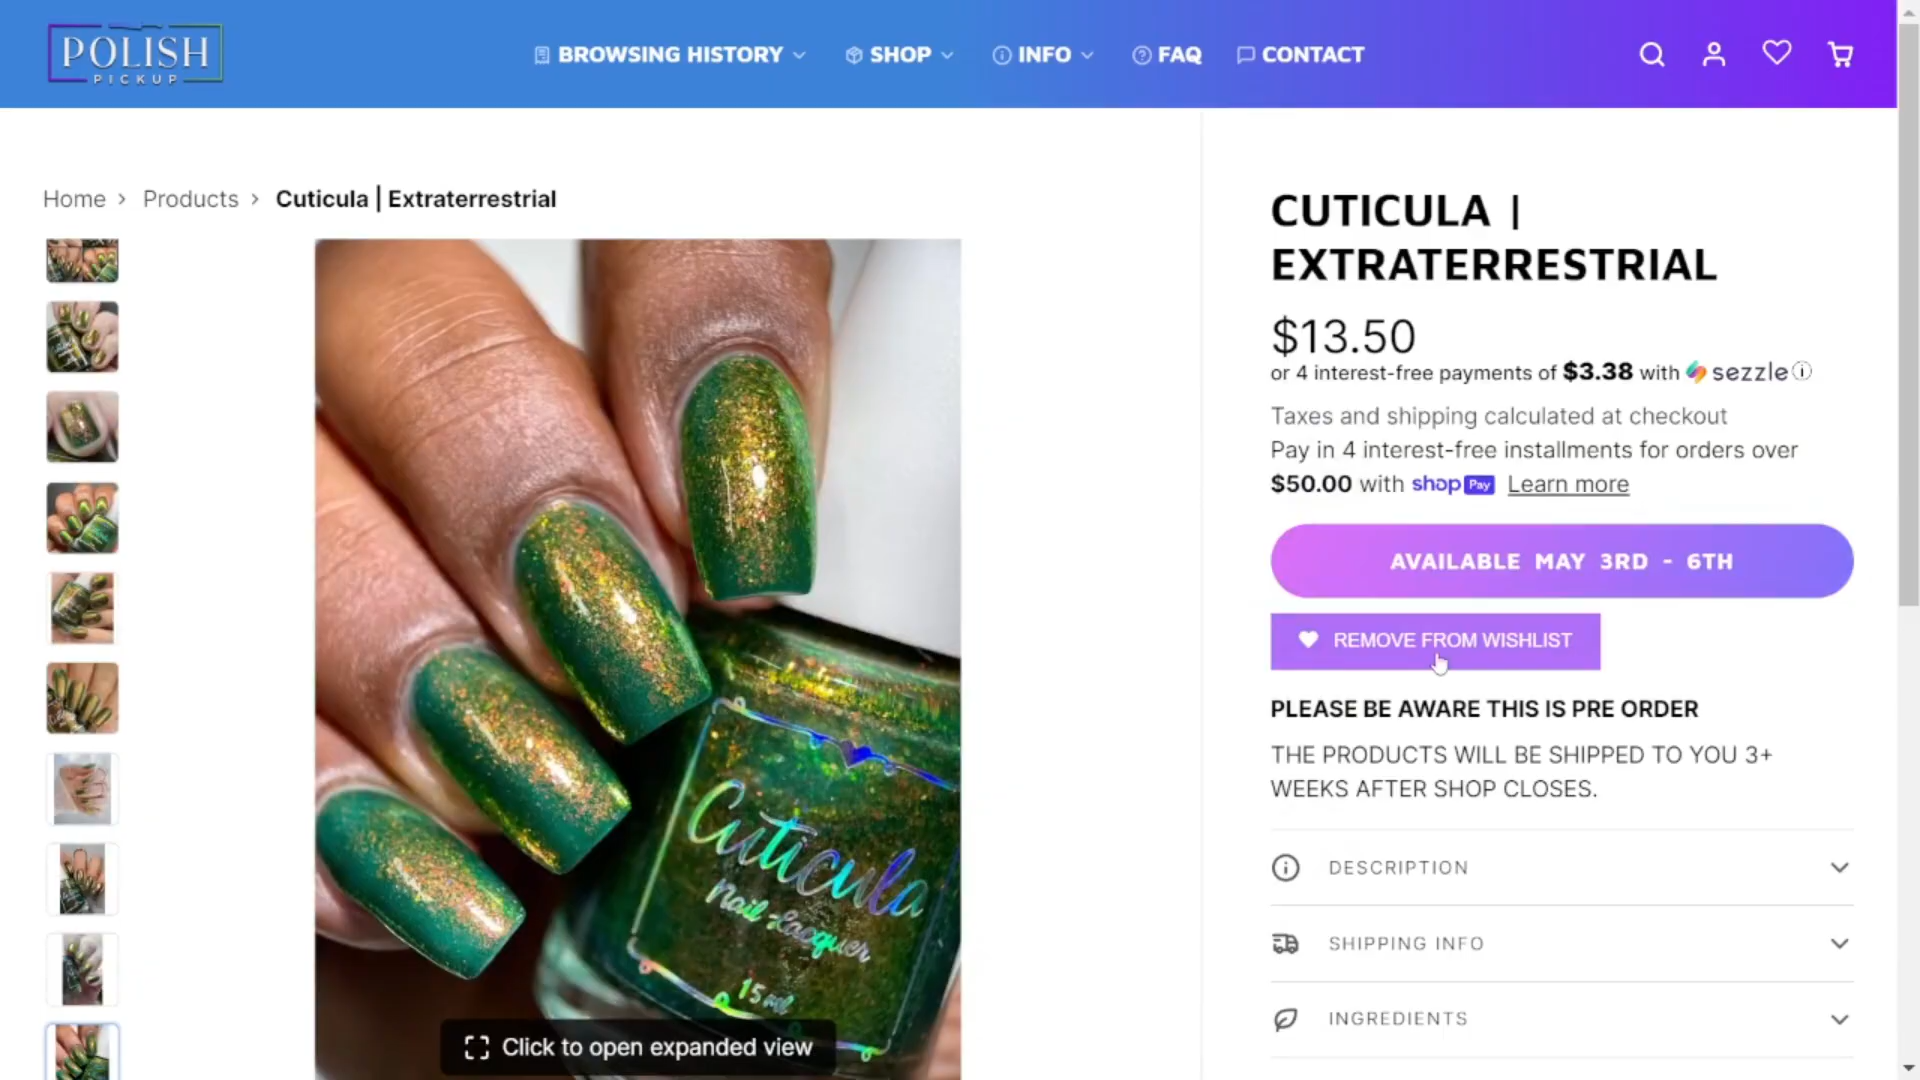 POLISH
PICKUP
BROWSING HISTORY
SHOP
INFO
FAQ
CONTACT
Home > Products > Cuticula | Extraterrestrial
Cuticula
Nail Lacquer
15 ml
Click to open expanded view
CUTICULA |
EXTRATERRESTRIAL
$13.50
or 4 interest-free payments of $3.38 with sezzle
Taxes and shipping calculated at checkout
Pay in 4 interest-free installments for orders over
$50.00 with shop Pay Learn more
AVAILABLE MAY 3RD - 6TH
REMOVE FROM WISHLIST
PLEASE BE AWARE THIS IS PRE ORDER
THE PRODUCTS WILL BE SHIPPED TO YOU 3+
WEEKS AFTER SHOP CLOSES.
DESCRIPTION
SHIPPING INFO
INGREDIENTS